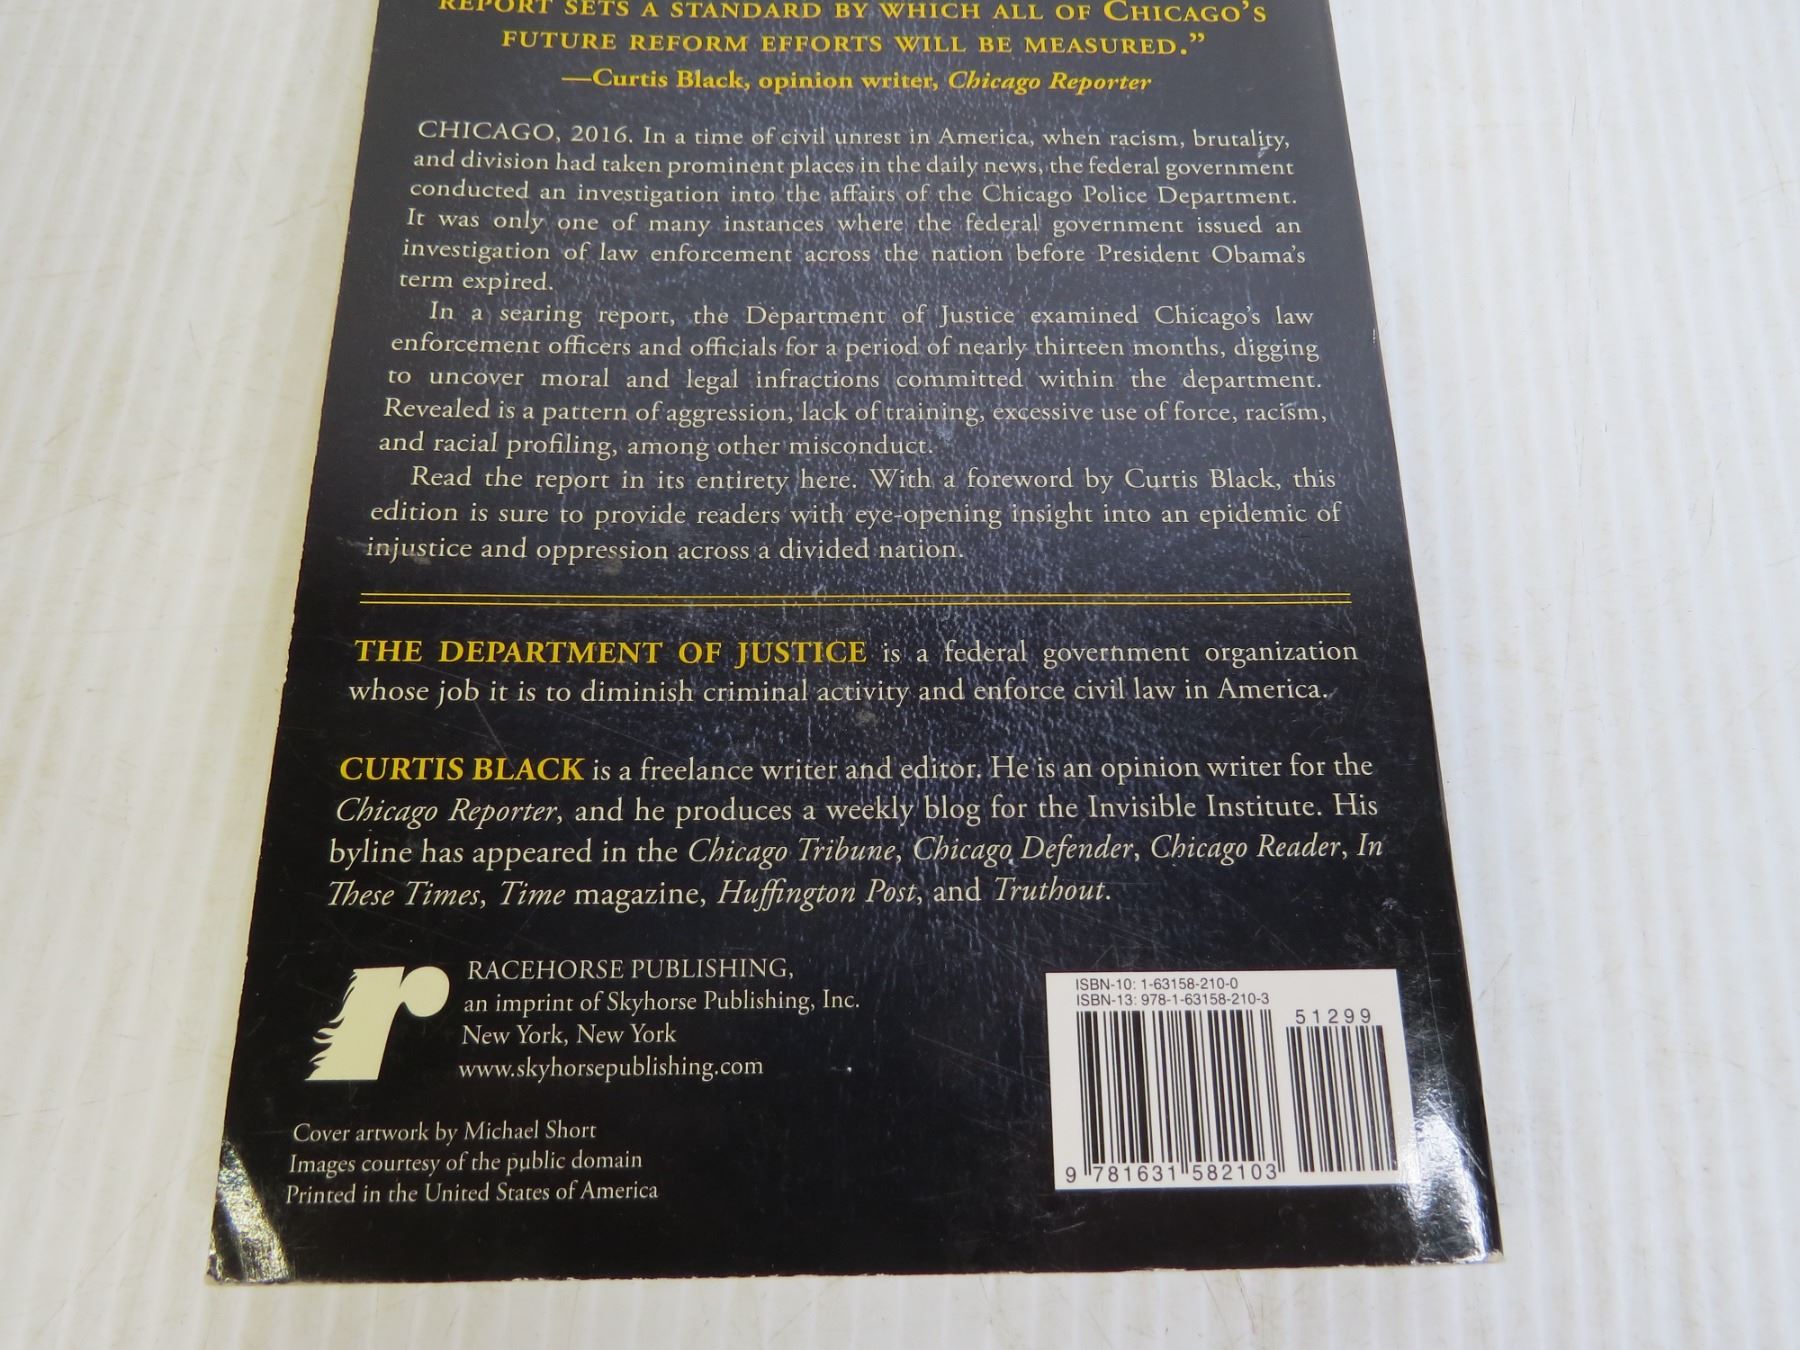 REPORT SETS A STANDARD BY WHICH ALL OF CHICAGO'S
FUTURE REFORM EFFORTS WILL BE MEASURED.”
—Curtis Black, opinion writer, Chicago Reporter
CHICAGO, 2016. In a time of civil unrest in America, when racism, brutality,
and division had taken prominent places in the daily news, the federal government
conducted an investigation into the affairs of the Chicago Police Department.
It was only one of many instances where the federal government issued an
investigation of law enforcement across the nation before President Obama's
term expired.
In a searing report, the Department of Justice examined Chicago's law
enforcement officers and officials for a period of nearly thirteen months, digging
to uncover moral and legal infractions committed within the department.
Revealed is a pattern of aggression, lack of training, excessive use of force, racism,
and racial profiling, among other misconduct.
Read the report in its entirety here. With a foreword by Curtis Black, this
edition is sure to provide readers with eye-opening insight into an epidemic of
injustice and oppression across a divided nation.
THE DEPARTMENT OF JUSTICE is a federal government organization
whose job it is to diminish criminal activity and enforce civil law in America.
CURTIS BLACK is a freelance writer and editor. He is an opinion writer for the
Chicago Reporter, and he produces a weekly blog for the Invisible Institute. His
byline has appeared in the Chicago Tribune, Chicago Defender, Chicago Reader, In
These Times, Time magazine, Huffington Post, and Truthout.
r
RACEHORSE PUBLISHING,
an imprint of Skyhorse Publishing, Inc.
New York, New York
www.skyhorsepublishing.com
Cover artwork by Michael Short
Images courtesy of the public domain
Printed in the United States of America
ISBN-10: 1-63158-210-0
ISBN-13: 978-1-63158-210-3
51299
9 781631 582103